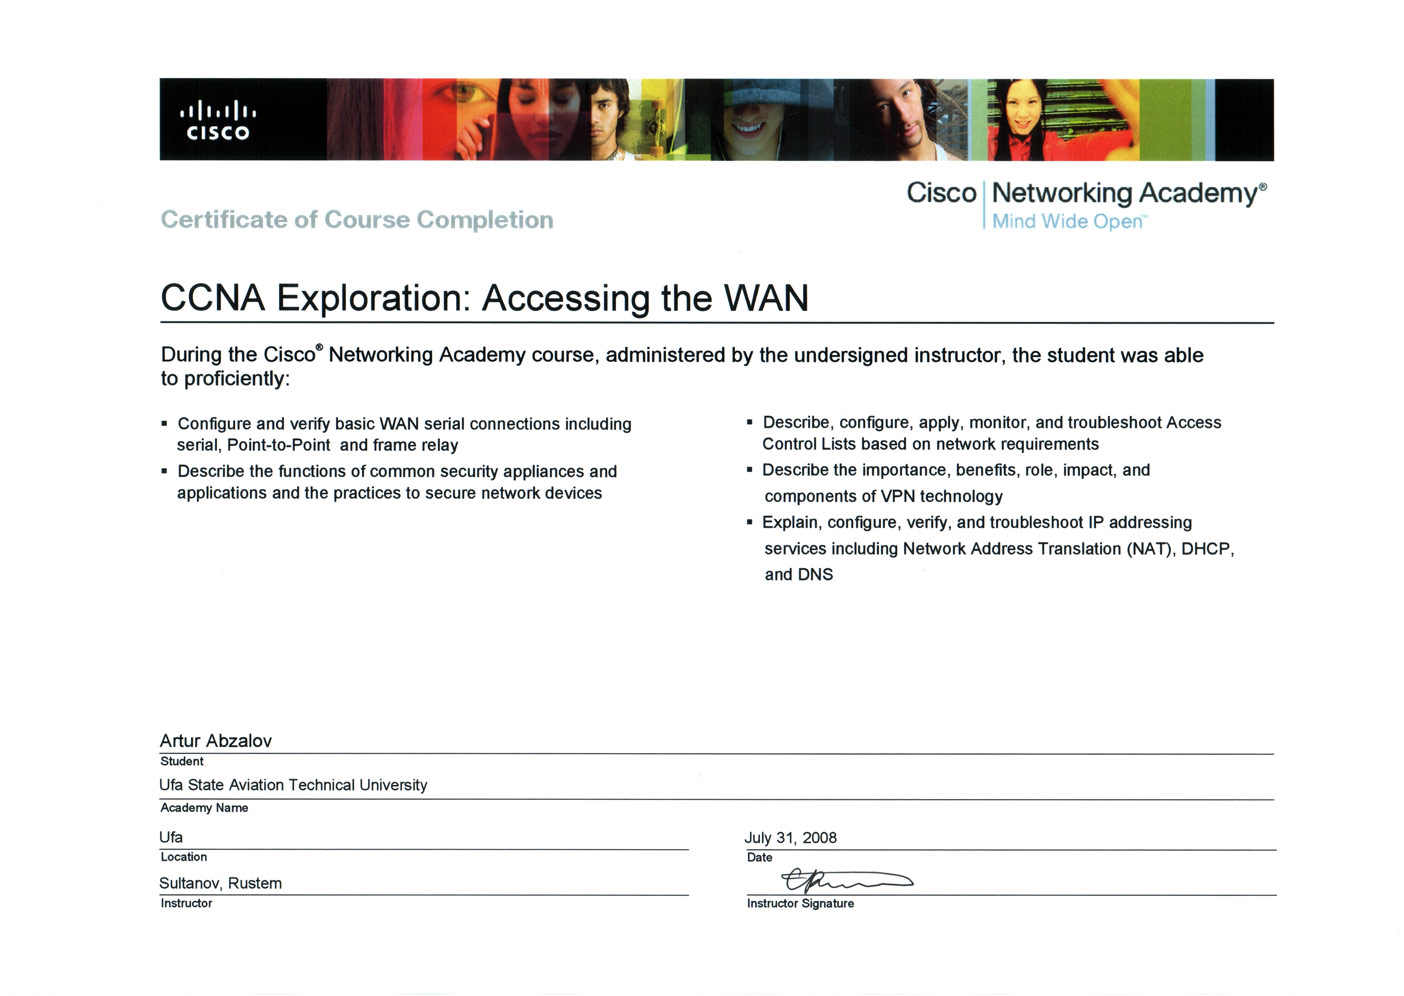 CISCO
Cisco Networking Academy®
Mind Wide Open™
Certificate of Course Completion
CCNA Exploration: Accessing the WAN
During the Cisco® Networking Academy course, administered by the undersigned instructor, the student was able
to proficiently:
▪ Configure and verify basic WAN serial connections including
serial, Point-to-Point and frame relay
▪ Describe the functions of common security appliances and
applications and the practices to secure network devices
▪ Describe, configure, apply, monitor, and troubleshoot Access
Control Lists based on network requirements
▪ Describe the importance, benefits, role, impact, and
components of VPN technology
▪ Explain, configure, verify, and troubleshoot IP addressing
services including Network Address Translation (NAT), DHCP,
and DNS
Artur Abzalov
Student
Ufa State Aviation Technical University
Academy Name
Ufa
Location
July 31, 2008
Date
Sultanov, Rustem
Instructor
Instructor Signature